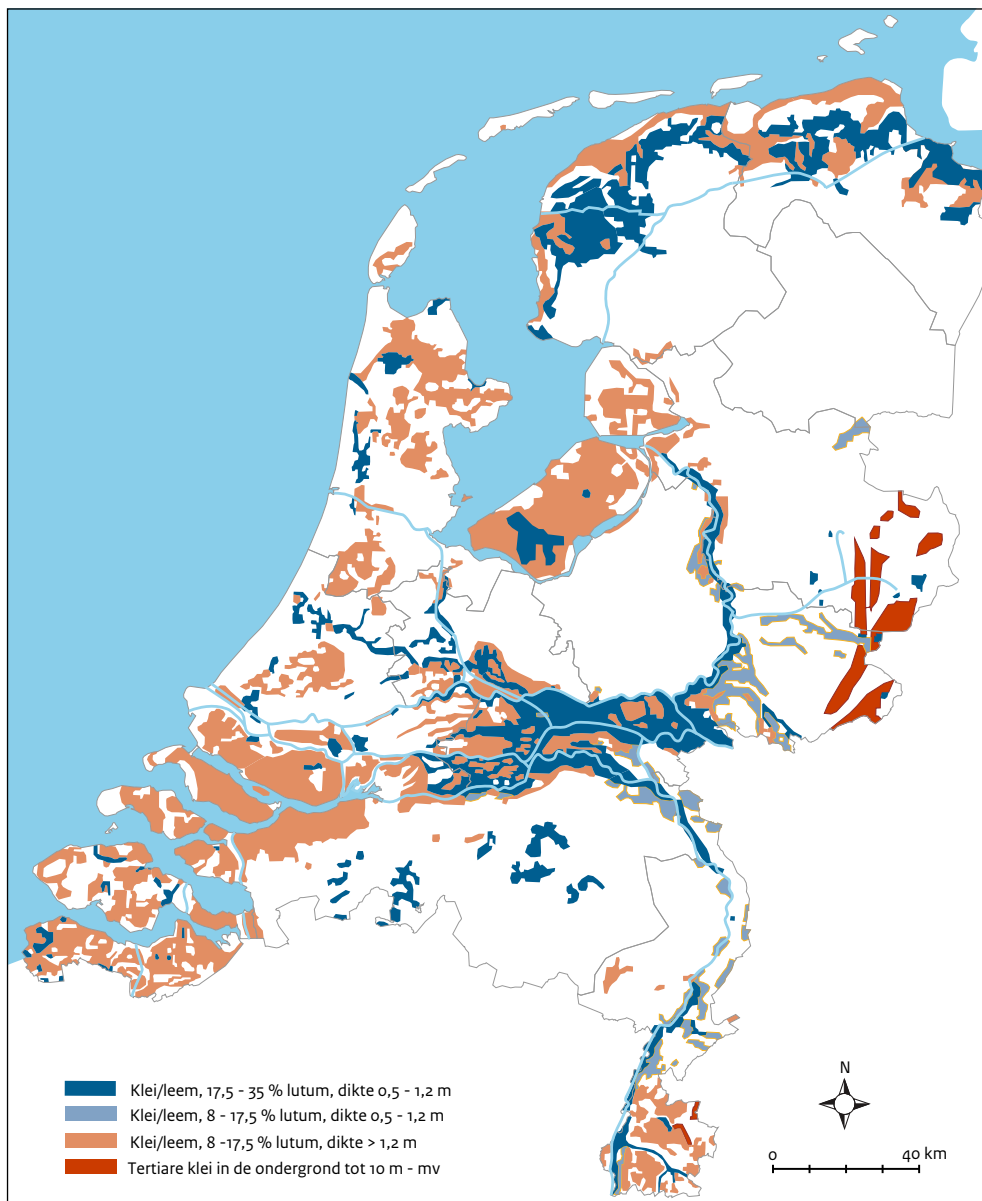 Klei/leem, 17,5 - 35 % lutum, dikte 0,5 - 1,2 m
Klei/leem, 8 - 17,5 % lutum, dikte 0,5 - 1,2 m
Klei/leem, 8 -17,5 % lutum, dikte > 1,2 m
Tertiare klei in de ondergrond tot 10 m - mv
N
0 40 km